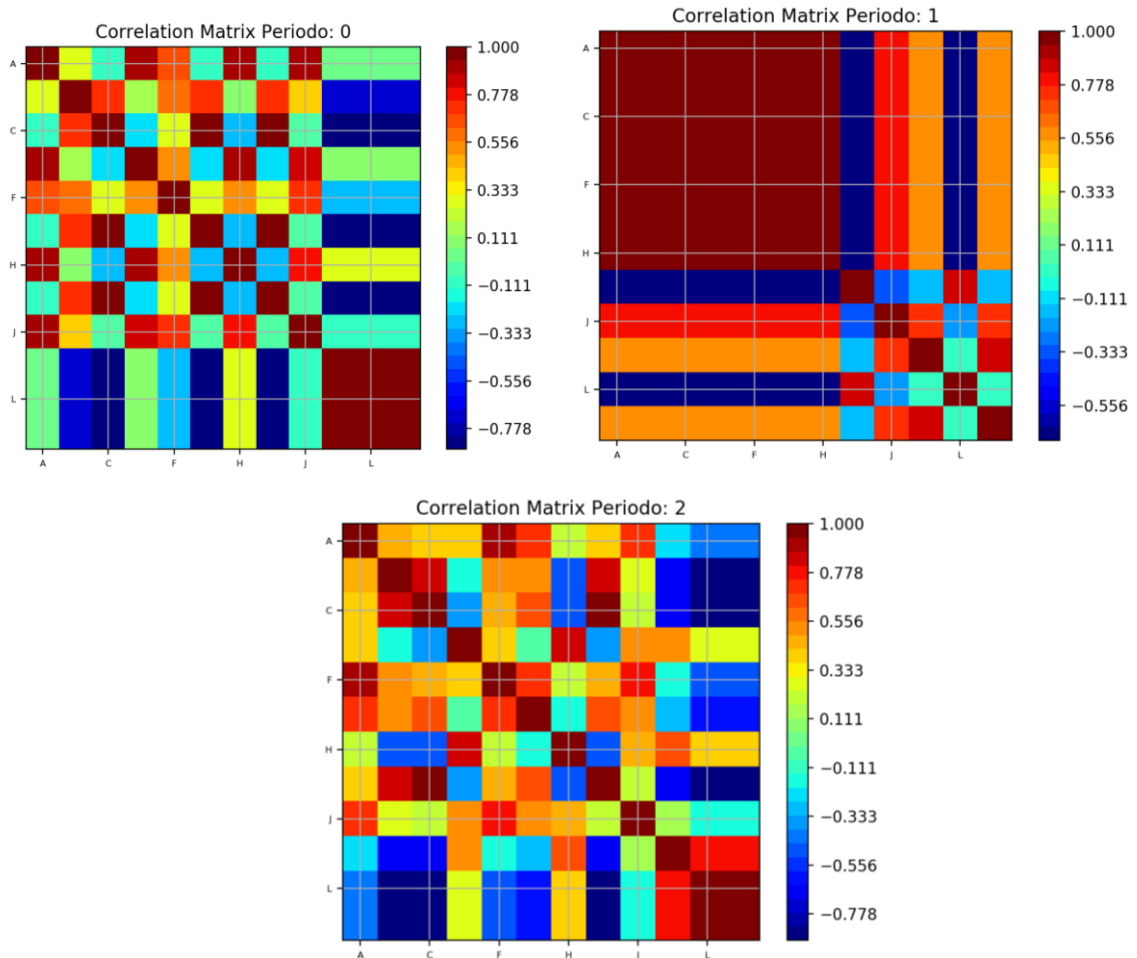 Correlation Matrix Periodo: 0
A
C
F
H
J
L
A C F H J L
1.000
0.778
0.556
0.333
0.111
−0.111
−0.333
−0.556
−0.778
Correlation Matrix Periodo: 1
A
C
F
H
J
L
A C F H J L
1.000
0.778
0.556
0.333
0.111
−0.111
−0.333
−0.556
Correlation Matrix Periodo: 2
A
C
F
H
J
L
A C F H J L
1.000
0.778
0.556
0.333
0.111
−0.111
−0.333
−0.556
−0.778